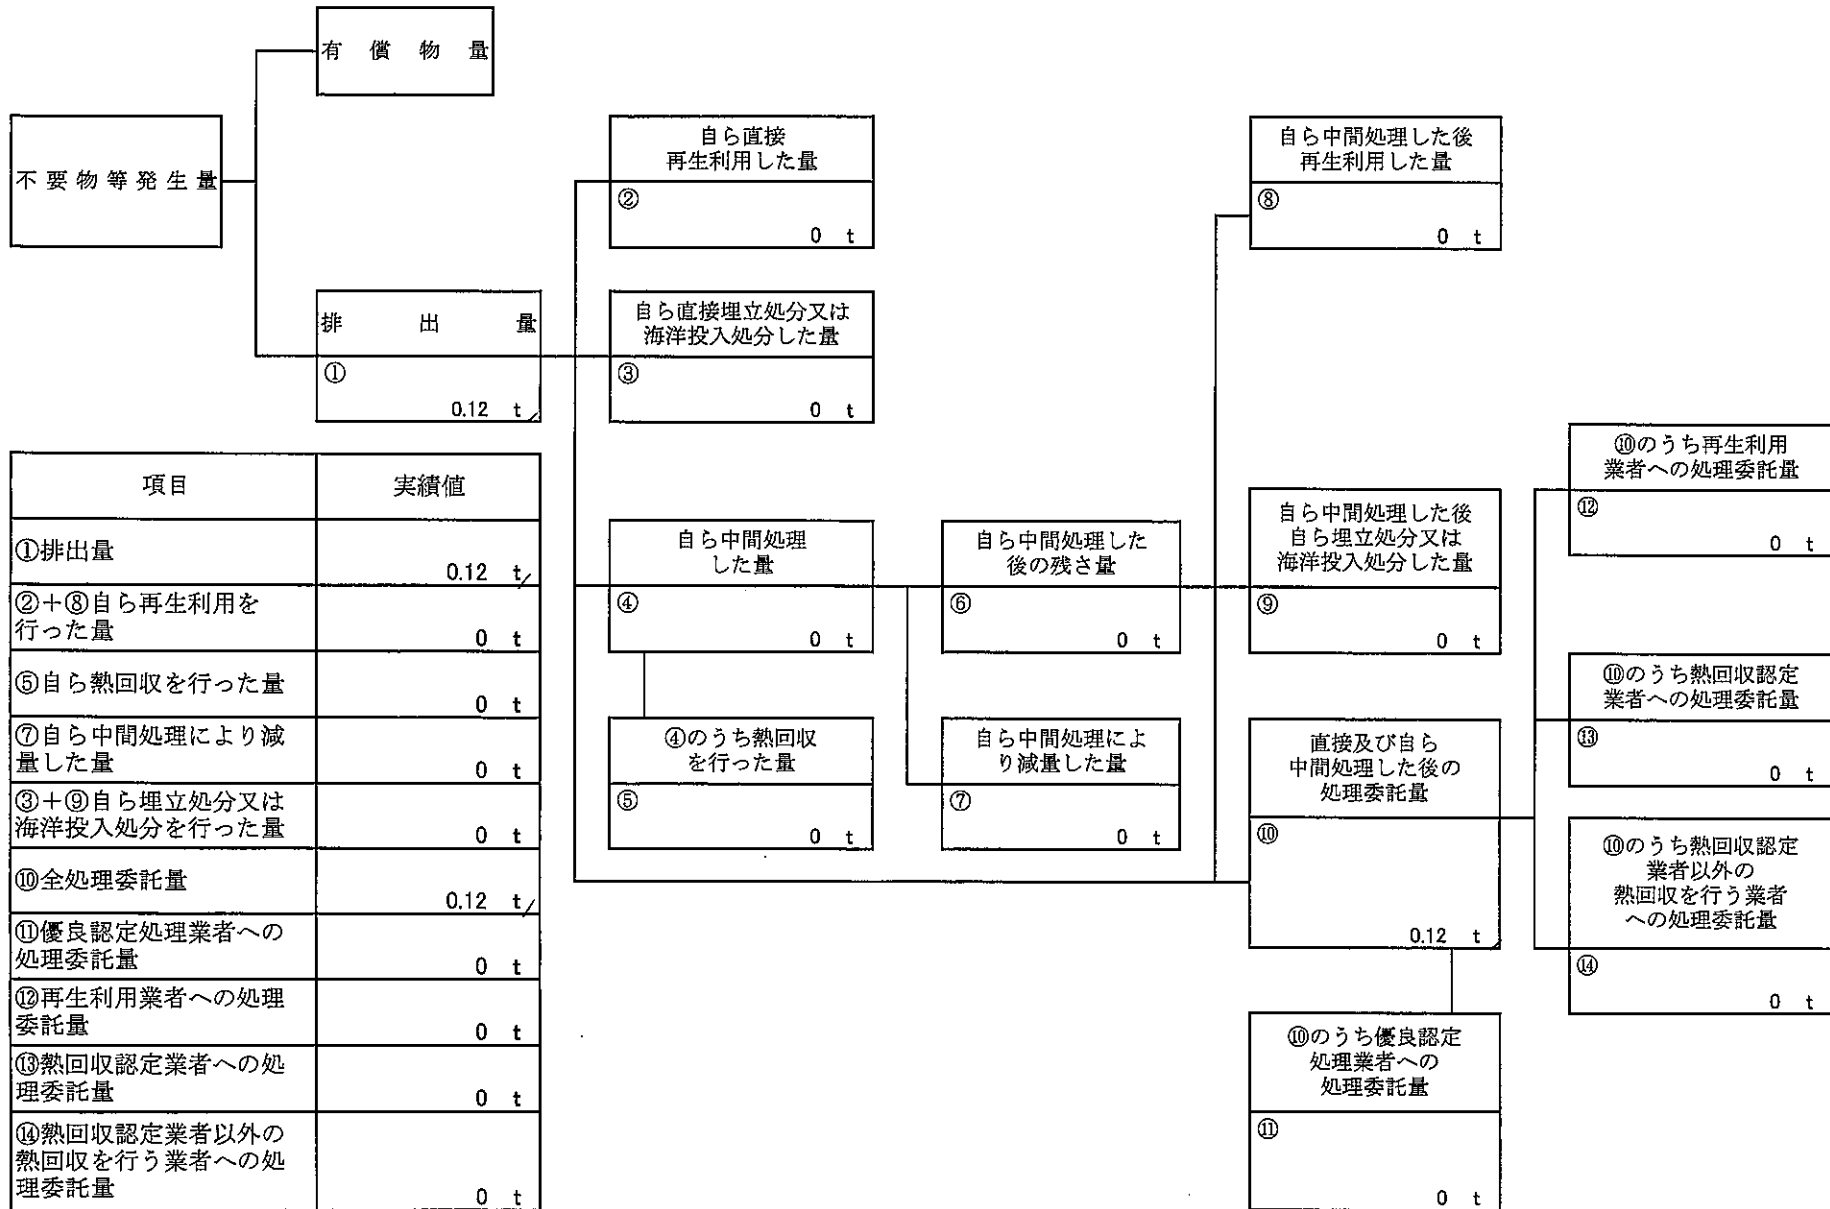 有償物量
不要物等発生量
排出量
①
0.12 t
自ら直接
再生利用した量
②
0 t
自ら直接埋立処分又は
海洋投入処分した量
③
0 t
自ら中間処理した後
再生利用した量
⑧
0 t
項目 実績値
①排出量
0.12 t
②+⑧自ら再生利用を
行った量
0 t
⑤自ら熱回収を行った量
0 t
⑦自ら中間処理により減
量した量
0 t
③+⑨自ら埋立処分又は
海洋投入処分を行った量
0 t
⑩全処理委託量
0.12 t
⑪優良認定処理業者への
処理委託量
0 t
⑫再生利用業者への処理
委託量
0 t
⑬熱回収認定業者への処
理委託量
0 t
⑭熱回収認定業者以外の
熱回収を行う業者への処
理委託量
0 t
自ら中間処理
した量
④
0 t
④のうち熱回収
を行った量
⑤
0 t
自ら中間処理した
後の残さ量
⑥
0 t
自ら中間処理によ
り減量した量
⑦
0 t
自ら中間処理した後
自ら埋立処分又は
海洋投入処分した量
⑨
0 t
直接及び自ら
中間処理した後の
処理委託量
⑩
0.12 t
⑩のうち優良認定
処理業者への
処理委託量
⑪
0 t
⑩のうち再生利用
業者への処理委託量
⑫
0 t
⑩のうち熱回収認定
業者への処理委託量
⑬
0 t
⑩のうち熱回収認定
業者以外の
熱回収を行う業者
への処理委託量
⑭
0 t